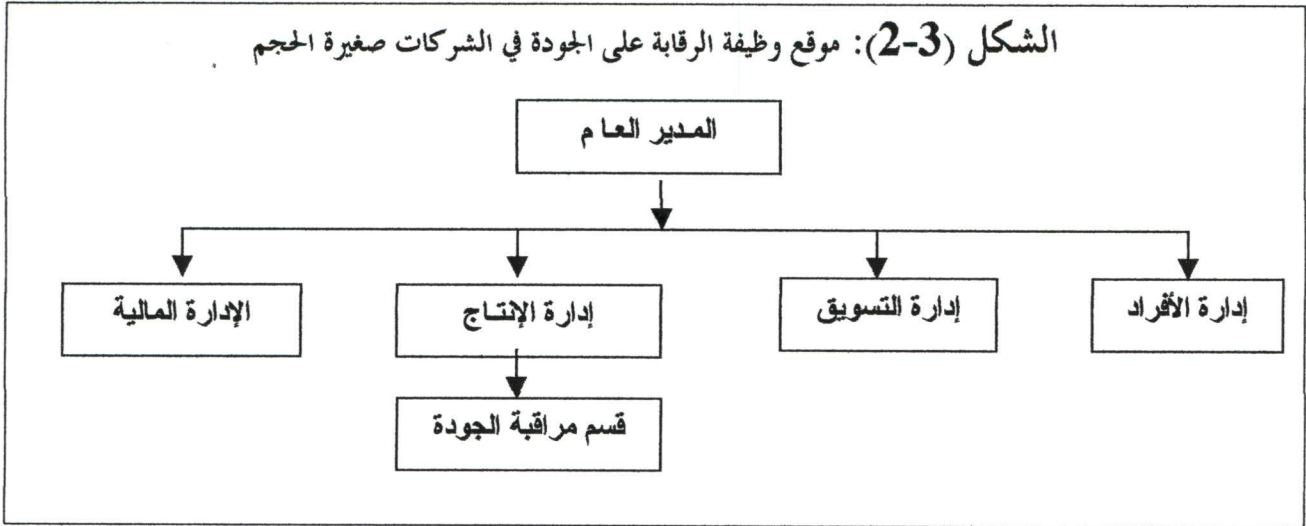 الشكل (3-2): موقع وظيفة الرقابة على الجودة في الشركات صغيرة الحجم
المدير العام
إدارة الأفراد
إدارة التسويق
إدارة الإنتاج
الإدارة المالية
قسم مراقبة الجودة